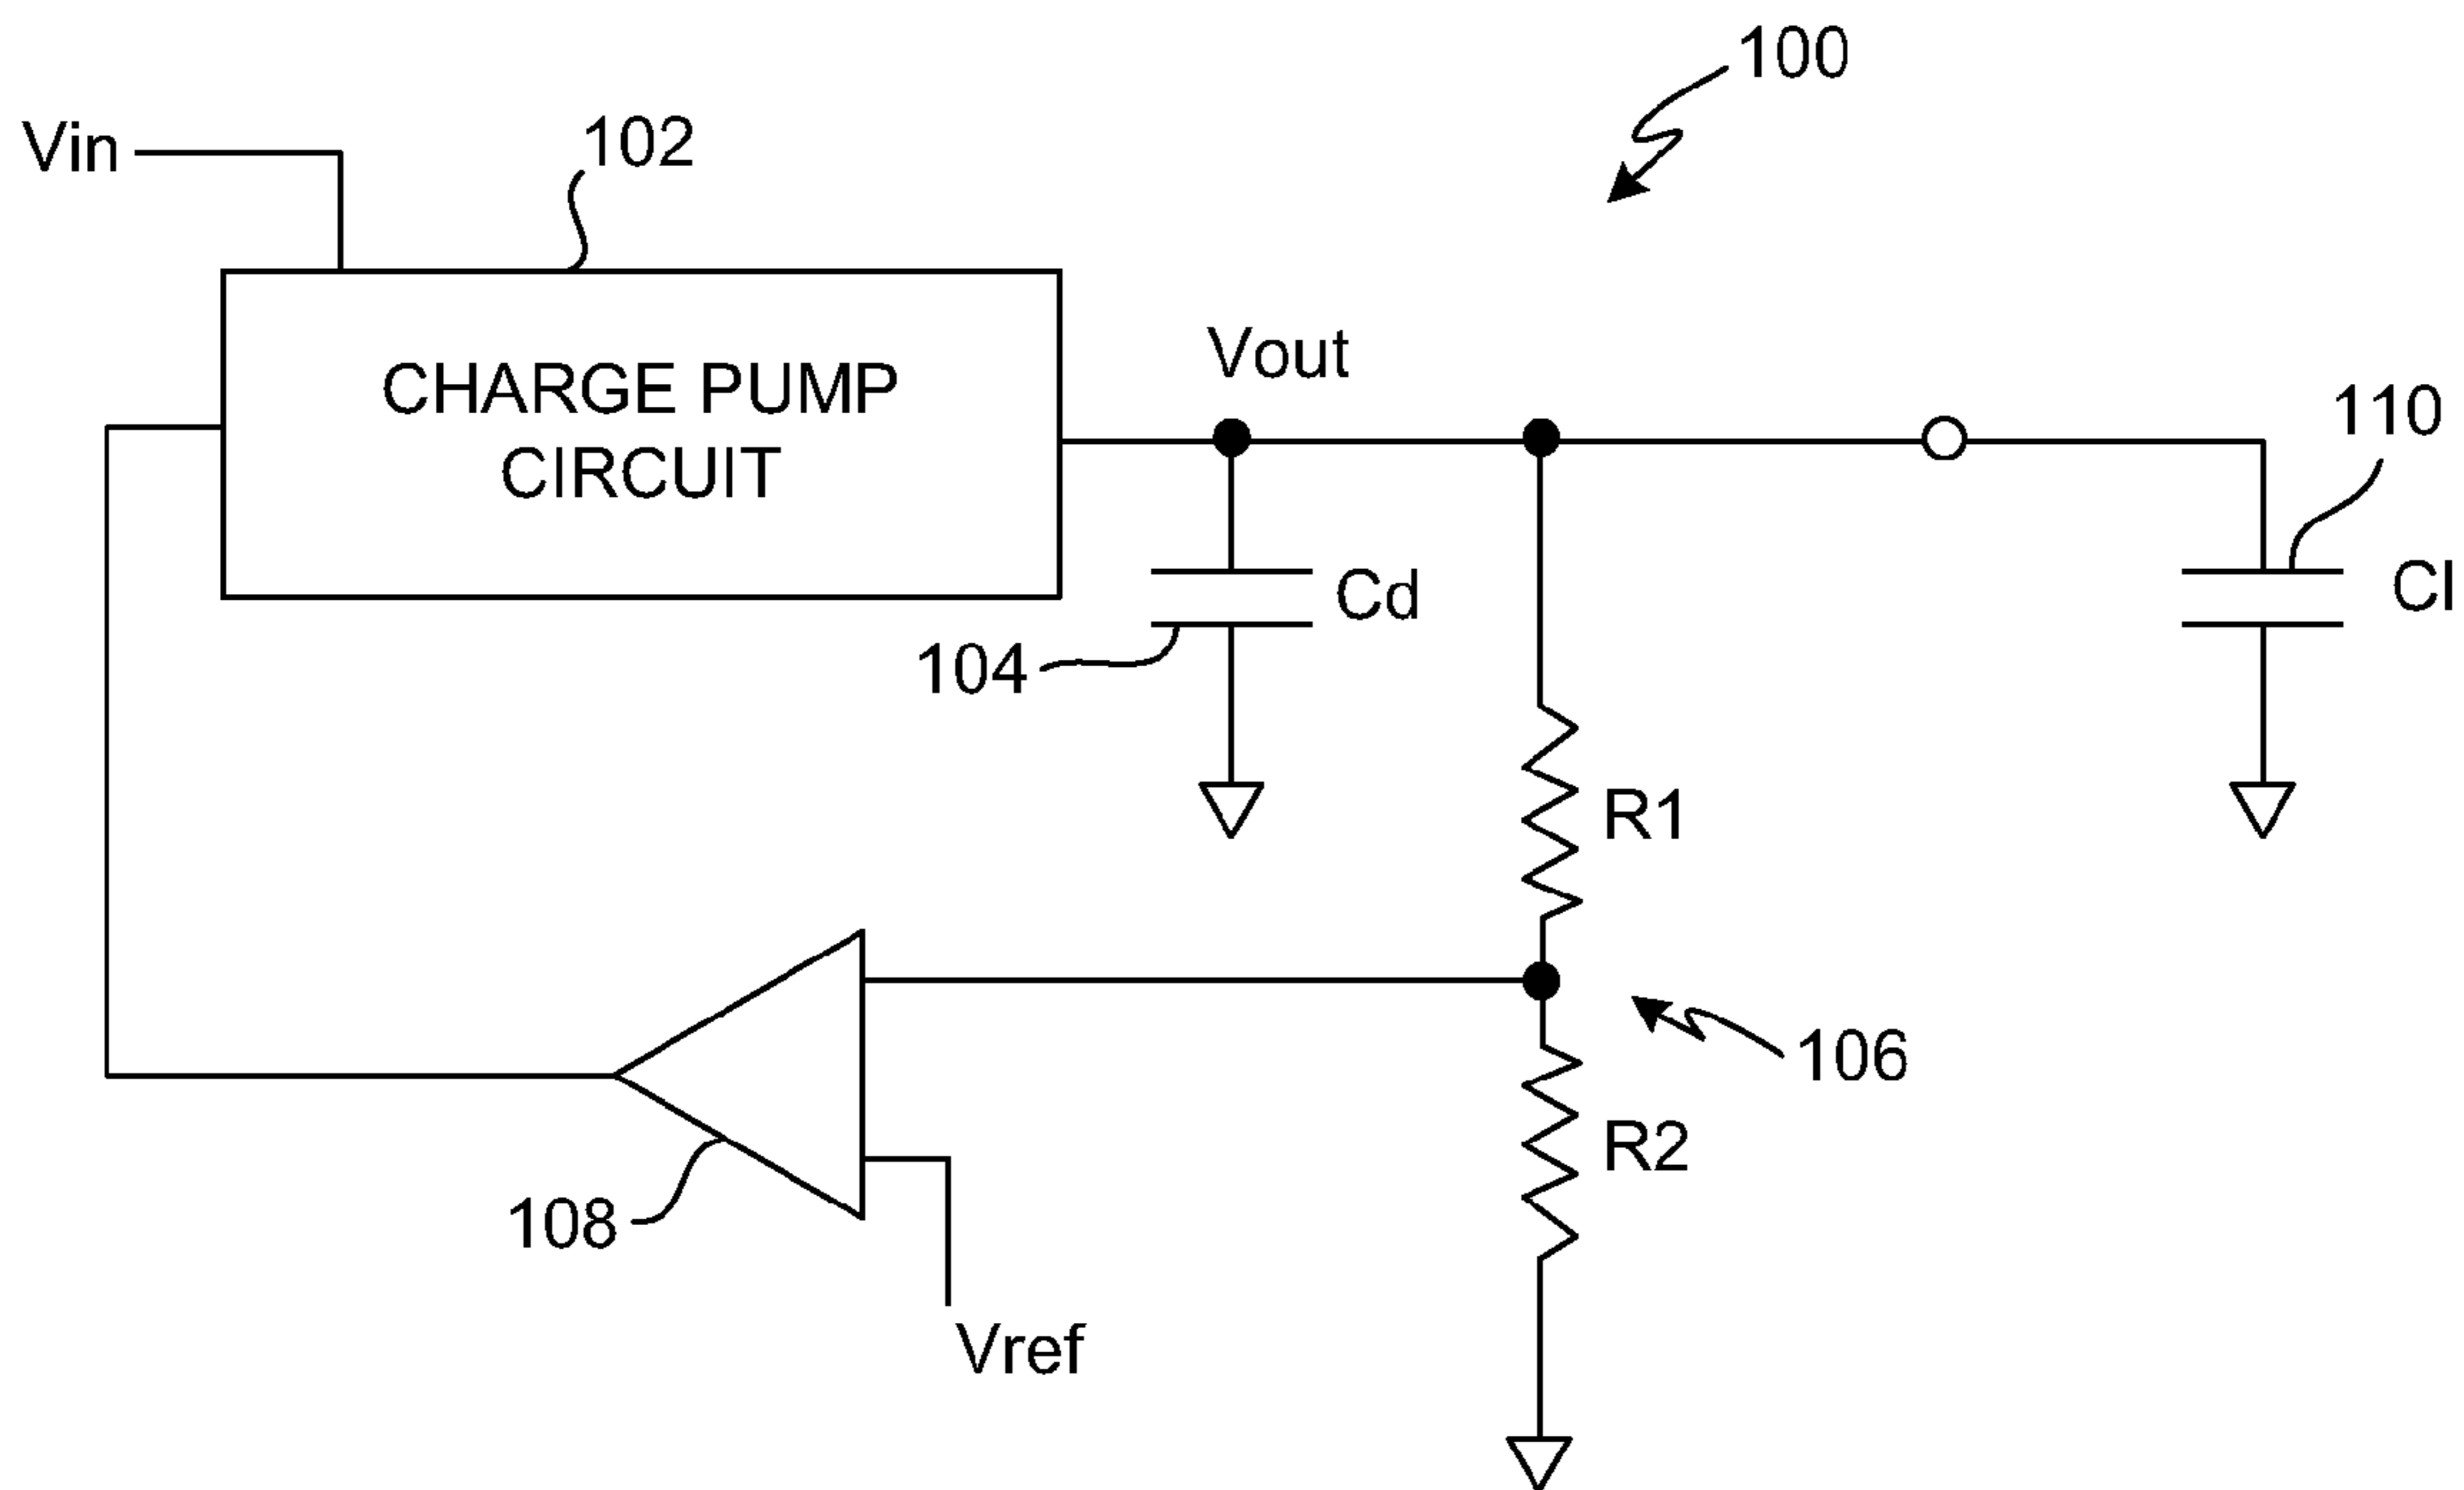 100
Vin
102
CHARGE PUMP
CIRCUIT
Vout
110
Cd
Cl
104
R1
106
R2
108
Vref